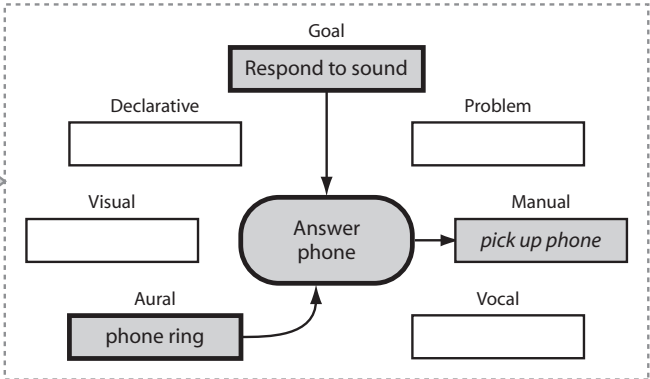 Goal
Respond to sound
Declarative
Problem
Visual
Answer
phone
Manual
pick up phone
Aural
phone ring
Vocal